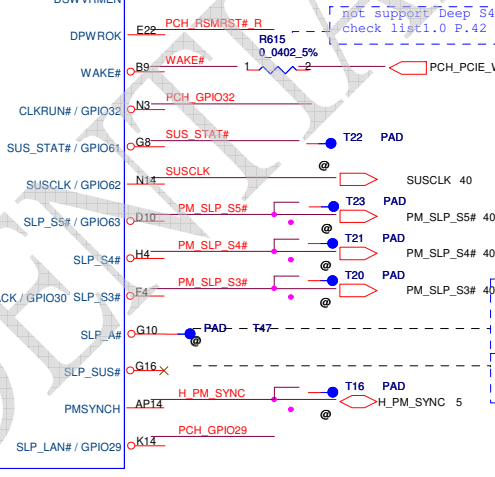 DSWVRMEN
not support Deep S4
check list1.0 P.42
DPWROK E22 PCH_RSMRST#_R
R615
0_0402_5%
WAKE# B9 WAKE# 1 2 PCH_PCIE_W
CLKRUN# / GPIO32 N3 PCH_GPIO32
SUS_STAT# / GPIO61 G8 SUS_STAT# T22 PAD
@
SUSCLK / GPIO62 N14 SUSCLK SUSCLK 40
T23 PAD
SLP_S5# / GPIO63 D10 PM_SLP_S5# PM_SLP_S5# 40
@
T21 PAD
SLP_S4# H4 PM_SLP_S4# PM_SLP_S4# 40
@
T20 PAD
ACK / GPIO30 SLP_S3# F4 PM_SLP_S3# PM_SLP_S3# 40
@
SLP_A# G10 PAD T47
@
SLP_SUS# G16
T16 PAD
PMSYNCH AP14 H_PM_SYNC H_PM_SYNC 5
@
SLP_LAN# / GPIO29 K14 PCH_GPIO29